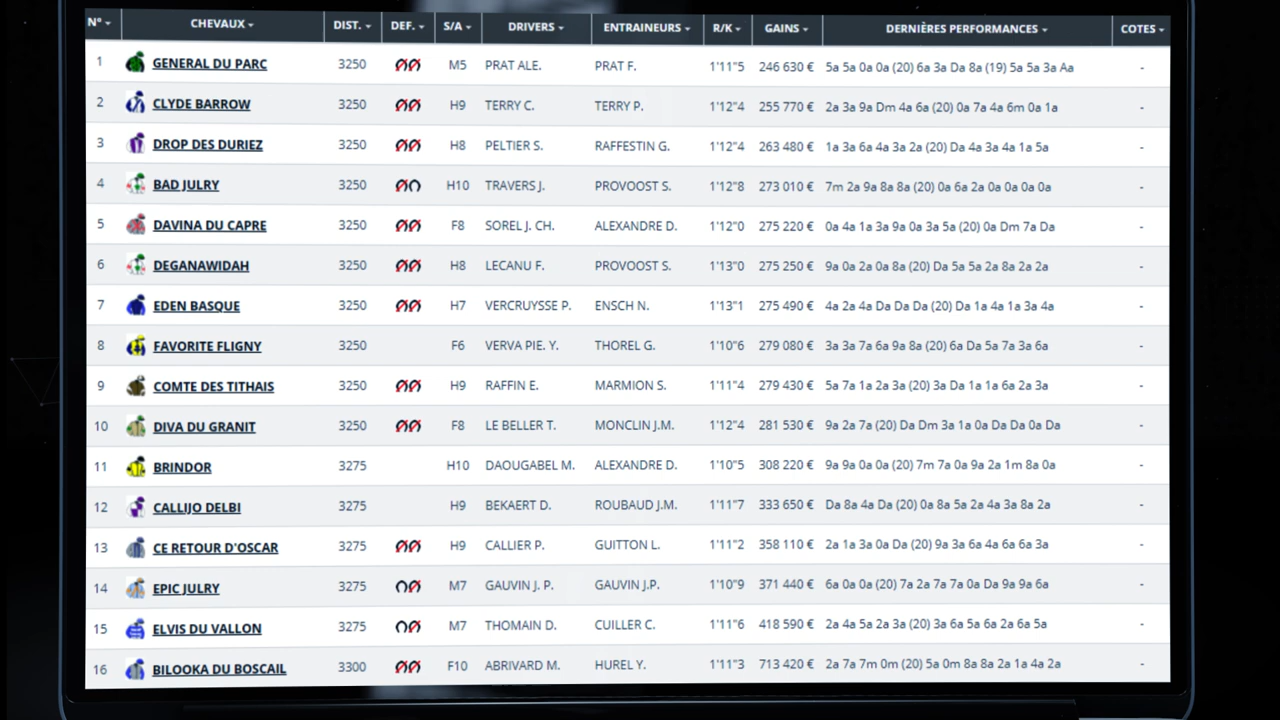 N° CHEVAUX DIST. DEF. S/A DRIVERS ENTRAINEURS R/K GAINS DERNIÈRES PERFORMANCES COTES
1 GENERAL DU PARC 3250 M5 PRAT ALE. PRAT F. 1'11"5 246 630 € 5a 5a 0a 0a (20) 6a 3a Da 8a (19) 5a 5a 3a Aa -
2 CLYDE BARROW 3250 H9 TERRY C. TERRY P. 1'12"4 255 770 € 2a 3a 9a Dm 4a 6a (20) 0a 7a 4a 6m 0a 1a -
3 DROP DES DURIEZ 3250 H8 PELTIER S. RAFFESTIN G. 1'12"4 263 480 € 1a 3a 6a 4a 3a 2a (20) Da 4a 3a 4a 1a 5a -
4 BAD JULRY 3250 H10 TRAVERS J. PROVOOST S. 1'12"8 273 010 € 7m 2a 9a 8a 8a (20) 0a 6a 2a 0a 0a 0a 0a -
5 DAVINA DU CAPRE 3250 F8 SOREL J. CH. ALEXANDRE D. 1'12"0 275 220 € 0a 4a 1a 3a 9a 0a 3a 5a (20) 0a Dm 7a Da -
6 DEGANAWIDAH 3250 H8 LECANU F. PROVOOST S. 1'13"0 275 250 € 9a 0a 2a 0a 8a (20) Da 5a 5a 2a 8a 2a 2a -
7 EDEN BASQUE 3250 H7 VERCRUYSSE P. ENSCH N. 1'13"1 275 490 € 4a 2a 4a Da Da Da (20) Da 1a 4a 1a 3a 4a -
8 FAVORITE FLIGNY 3250 F6 VERVA PIE. Y. THOREL G. 1'10"6 279 080 € 3a 3a 7a 6a 9a 8a (20) 6a Da 5a 7a 3a 6a -
9 COMTE DES TITHAIS 3250 H9 RAFFIN E. MARMION S. 1'11"4 279 430 € 5a 7a 1a 2a 3a (20) 3a Da 1a 1a 6a 2a 3a -
10 DIVA DU GRANIT 3250 F8 LE BELLER T. MONCLIN J.M. 1'12"4 281 530 € 9a 2a 7a (20) Da Dm 3a 1a 0a Da Da 0a Da -
11 BRINDOR 3275 H10 DAOUGABEL M. ALEXANDRE D. 1'10"5 308 220 € 9a 9a 0a 0a (20) 7m 7a 0a 9a 2a 1m 8a 0a -
12 CALLIJO DELBI 3275 H9 BEKAERT D. ROUBAUD J.M. 1'11"7 333 650 € Da 8a 4a Da (20) 0a 8a 5a 2a 4a 3a 8a 2a -
13 CE RETOUR D'OSCAR 3275 H9 CALLIER P. GUITTON L. 1'11"2 358 110 € 2a 1a 3a 0a Da (20) 9a 3a 6a 4a 6a 6a 3a -
14 EPIC JULRY 3275 M7 GAUVIN J. P. GAUVIN J.P. 1'10"9 371 440 € 6a 0a 0a (20) 7a 2a 7a 7a 0a Da 9a 9a 6a -
15 ELVIS DU VALLON 3275 M7 THOMAIN D. CUILLER C. 1'11"6 418 590 € 2a 4a 5a 2a 3a (20) 3a 6a 5a 6a 2a 6a 5a -
16 BILOOKA DU BOSCAIL 3300 F10 ABRIVARD M. HUREL Y. 1'11"3 713 420 € 2a 7a 7m 0m (20) 5a 0m 8a 8a 2a 1a 4a 2a -